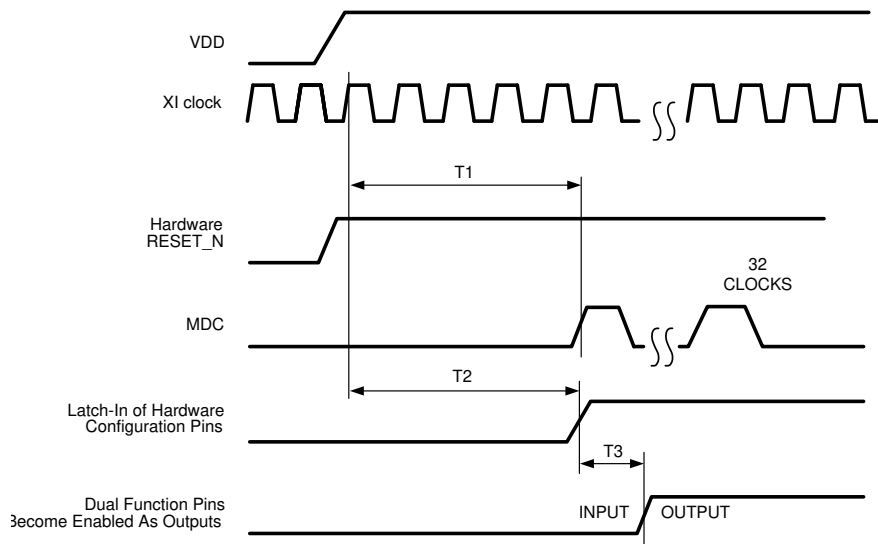 VDD
XI clock
T1
Hardware
RESET_N
32
CLOCKS
MDC
T2
Latch-In of Hardware
Configuration Pins
T3
Dual Function Pins
Become Enabled As Outputs
INPUT
OUTPUT